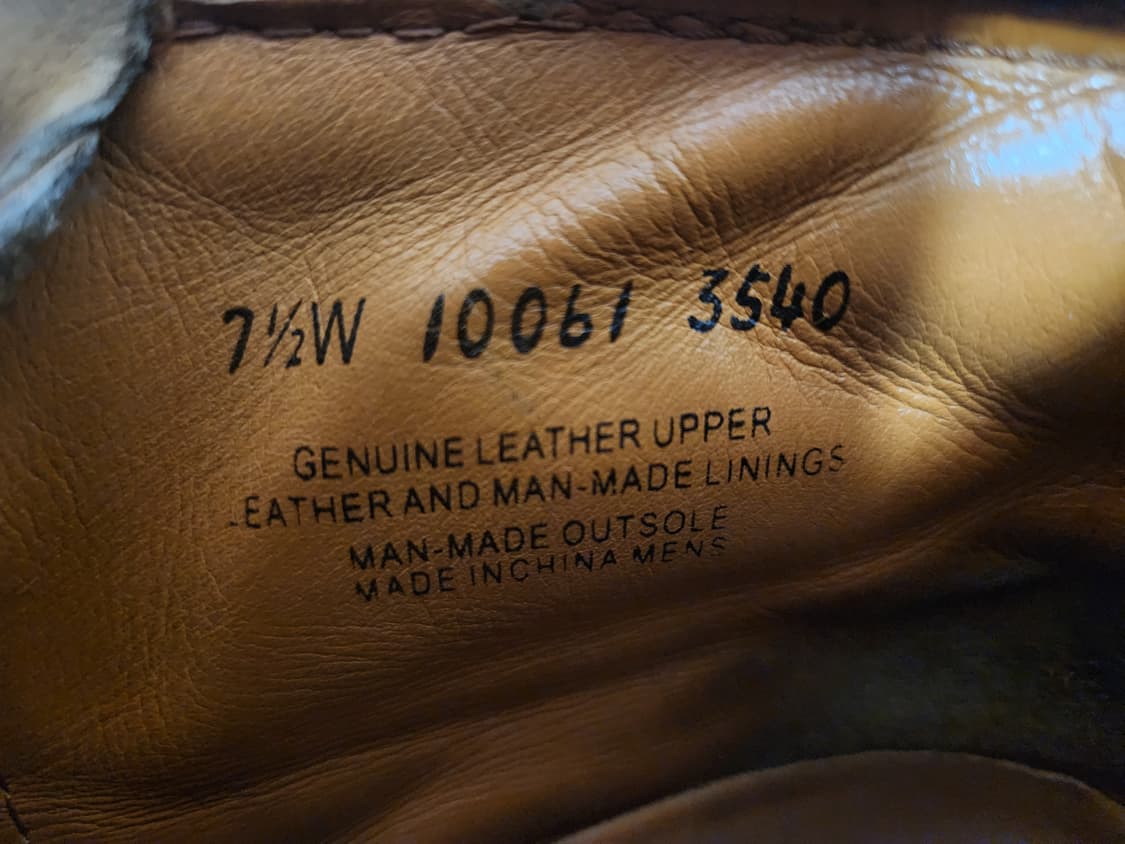 7½W 10061 3540
GENUINE LEATHER UPPER
LEATHER AND MAN-MADE LININGS
MAN-MADE OUTSOLE
MADE IN CHINA MENS